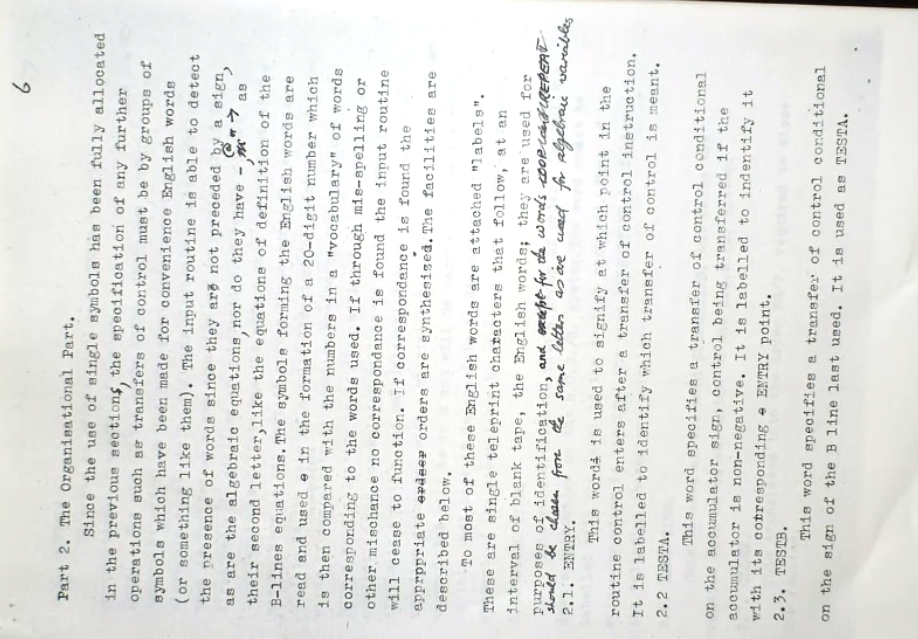 6
Part 2. The Organisational Part.
Since the use of single symbols has been fully allocated
in the previous sections, the specification of any further
operations such as transfers of control must be by groups of
symbols which have been made for convenience English words
(or something like them). The input routine is able to detect
the presence of words since they are not preceded by a sign,
as are the algebraic equations, nor do they have - @ → as
their second letter, like the equations of definition of the
B-lines equations. The symbols forming the English words are
read and used in the formation of a 20-digit number which
is then compared with the numbers in a "vocabulary" of words
corresponding to the words used. If through mis-spelling or
other mischance no correspondance is found the input routine
will cease to function. If correspondance is found the
appropriate orders are synthesised. The facilities are
described below.
To most of these English words are attached "labels".
These are single teleprint characters that follow, at an
interval of blank tape, the English words; they are used for
purposes of identification, and except for the words LOOP and REPEAT
should be chosen from the same letters as are used for algebraic variables
2.1. ENTRY.
This word is used to signify at which point in the
routine control enters after a transfer of control instruction.
It is labelled to identify which transfer of control is meant.
2.2 TESTA.
This word specifies a transfer of control conditional
on the accumulator sign, control being transferred if the
accumulator is non-negative. It is labelled to indentify it
with its cotresponding ENTRY point.
2.3. TESTB.
This word specifies a transfer of control conditional
on the sign of the B line last used. It is used as TESTA.